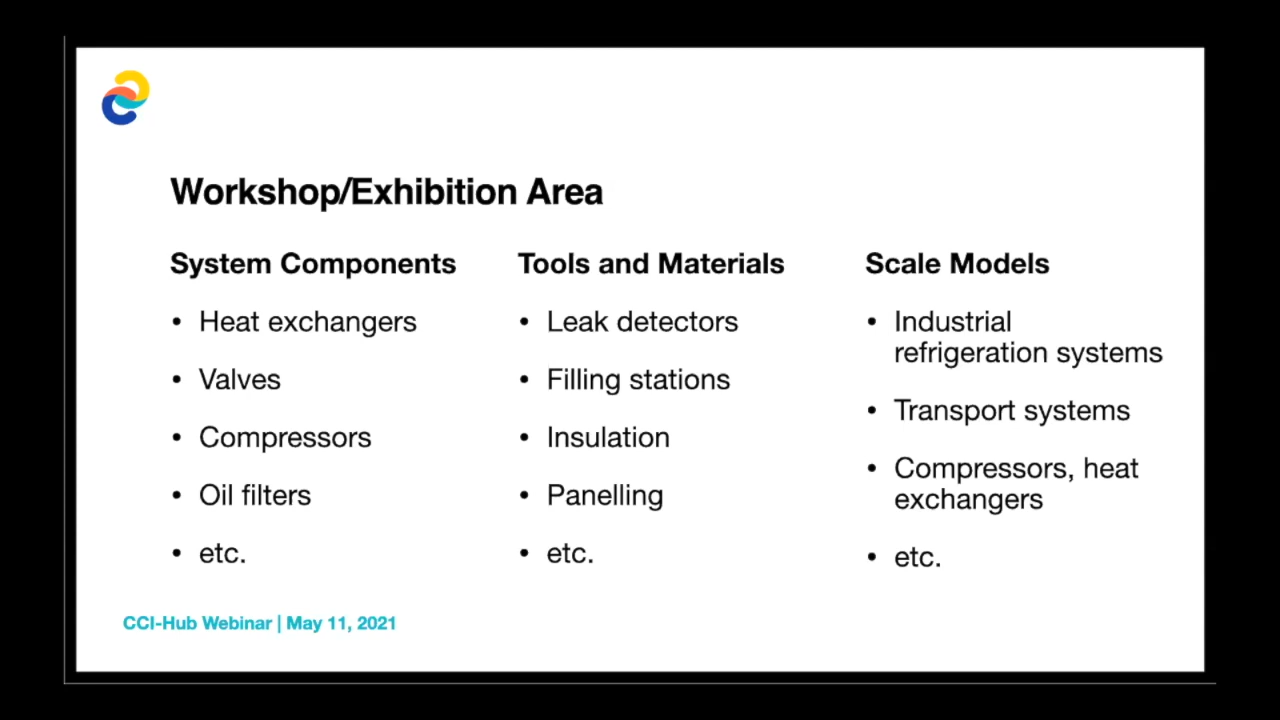 Workshop/Exhibition Area
System Components
• Heat exchangers
• Valves
• Compressors
• Oil filters
• etc.
Tools and Materials
• Leak detectors
• Filling stations
• Insulation
• Panelling
• etc.
Scale Models
• Industrial
refrigeration systems
• Transport systems
• Compressors, heat
exchangers
• etc.
CCI-Hub Webinar | May 11, 2021